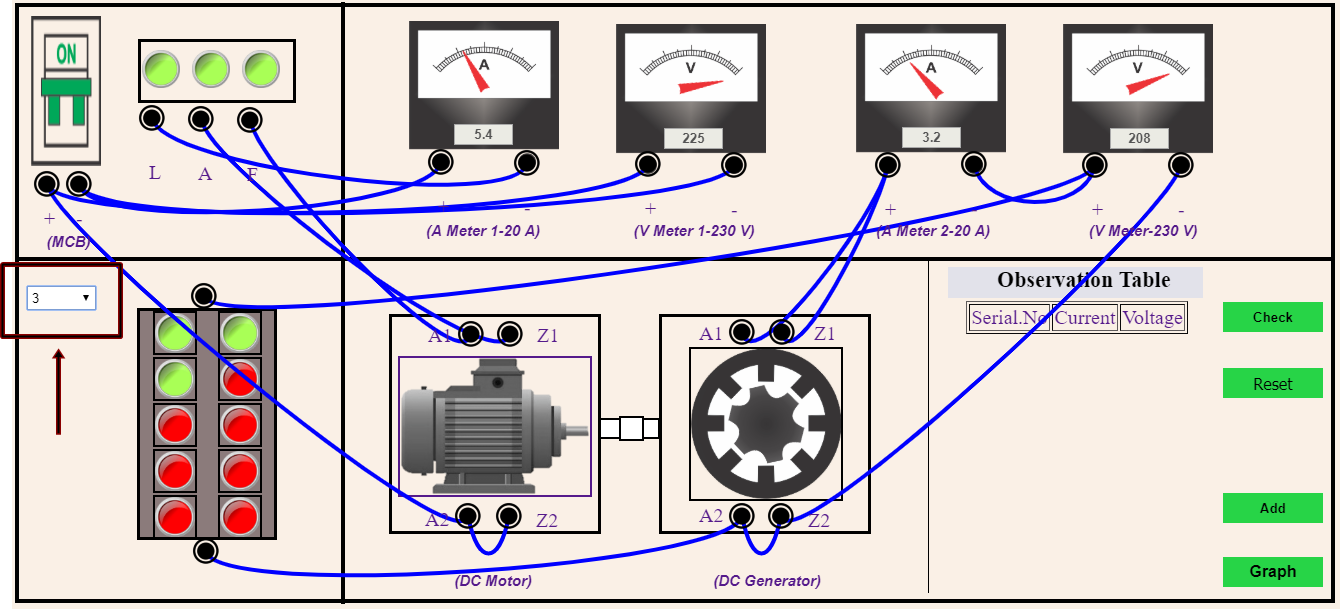 ON
L A F
+ -
(MCB)
A
5.4
+ -
(A Meter 1-20 A)
V
225
+ -
(V Meter 1-230 V)
A
3.2
+ -
(A Meter 2-20 A)
V
208
+ -
(V Meter-230 V)
3
A1 Z1
A2 Z2
(DC Motor)
A1 Z1
A2 Z2
(DC Generator)
Observation Table
Serial.No Current Voltage
Check
Reset
Add
Graph